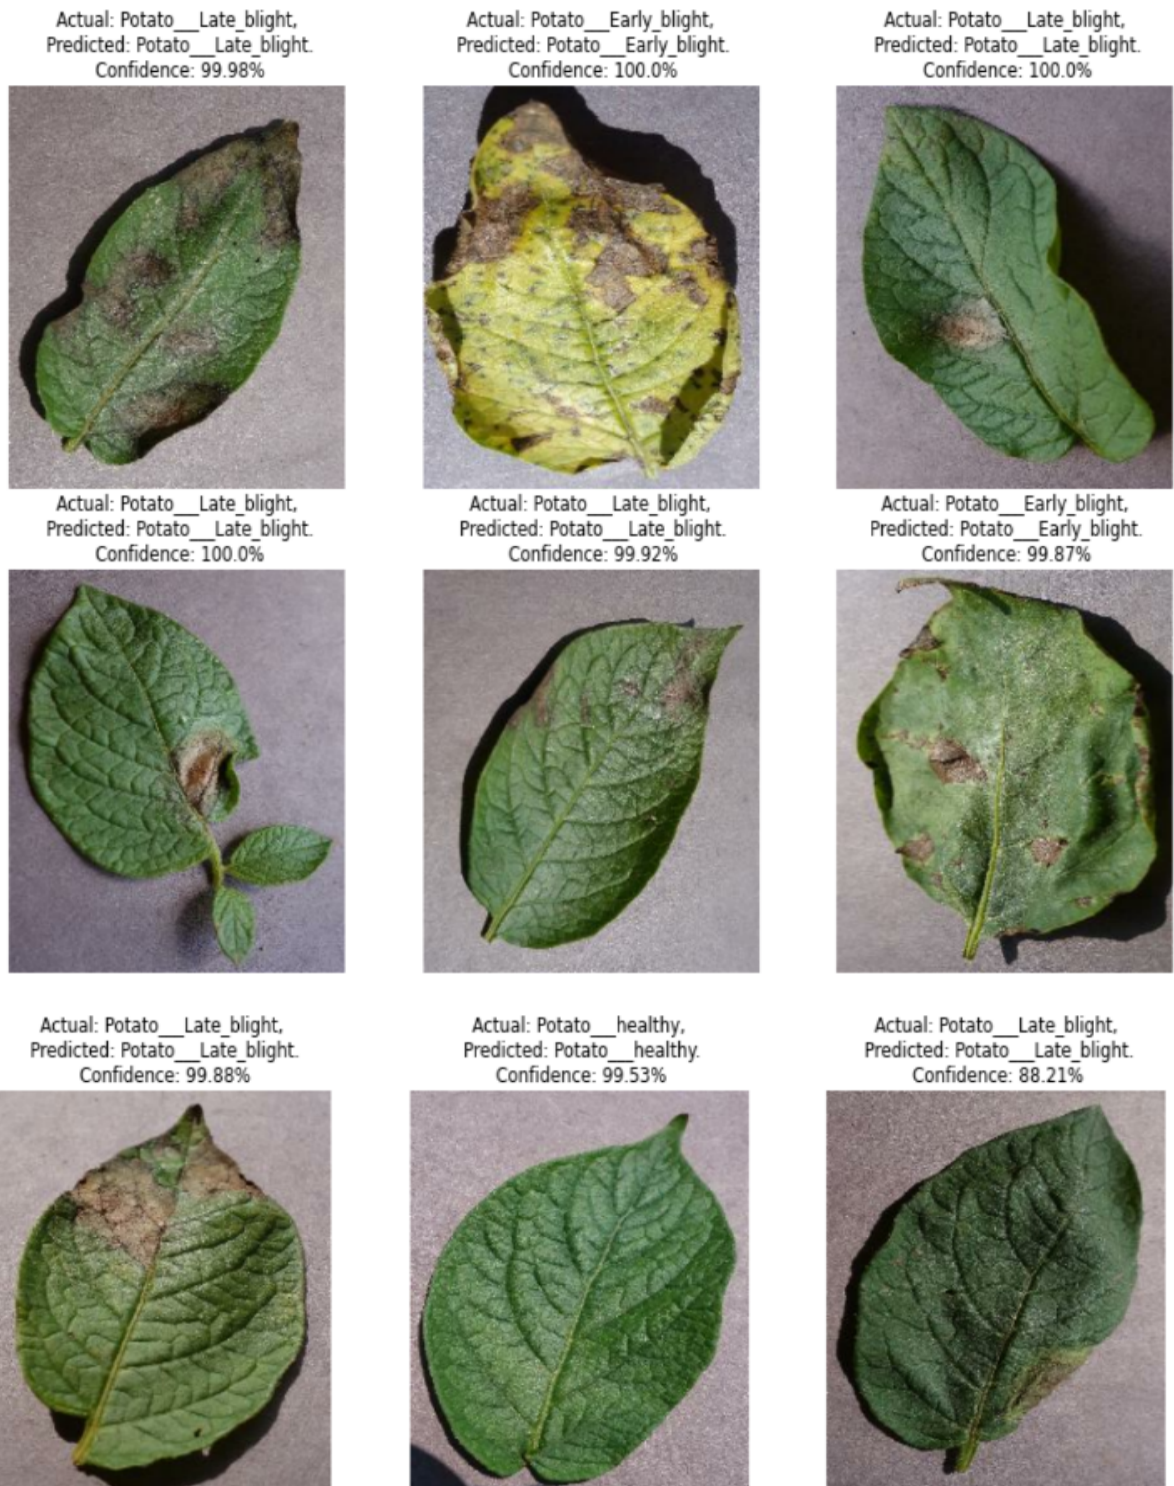 Actual: Potato___Late_blight,
Predicted: Potato___Late_blight.
Confidence: 99.98%
Actual: Potato___Early_blight,
Predicted: Potato___Early_blight.
Confidence: 100.0%
Actual: Potato___Late_blight,
Predicted: Potato___Late_blight.
Confidence: 100.0%
Actual: Potato___Late_blight,
Predicted: Potato___Late_blight.
Confidence: 100.0%
Actual: Potato___Late_blight,
Predicted: Potato___Late_blight.
Confidence: 99.92%
Actual: Potato___Early_blight,
Predicted: Potato___Early_blight.
Confidence: 99.87%
Actual: Potato___Late_blight,
Predicted: Potato___Late_blight.
Confidence: 99.88%
Actual: Potato___healthy,
Predicted: Potato___healthy.
Confidence: 99.53%
Actual: Potato___Late_blight,
Predicted: Potato___Late_blight.
Confidence: 88.21%